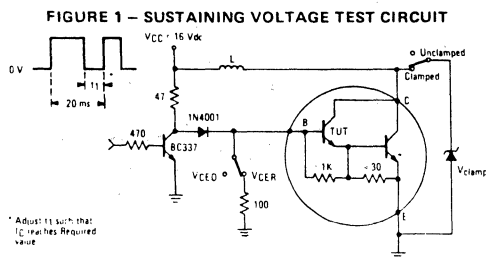 FIGURE 1 – SUSTAINING VOLTAGE TEST CIRCUIT
VCC · 16 Vdc
L
Unclamped
Clamped
0 V
t1
*
20 ms
47
1N4001
C
B
TUT
470
BC337
VCEO
VCER
1K
30
Vclamp
100
E
* Adjust t1 such that
IC reaches Required
value